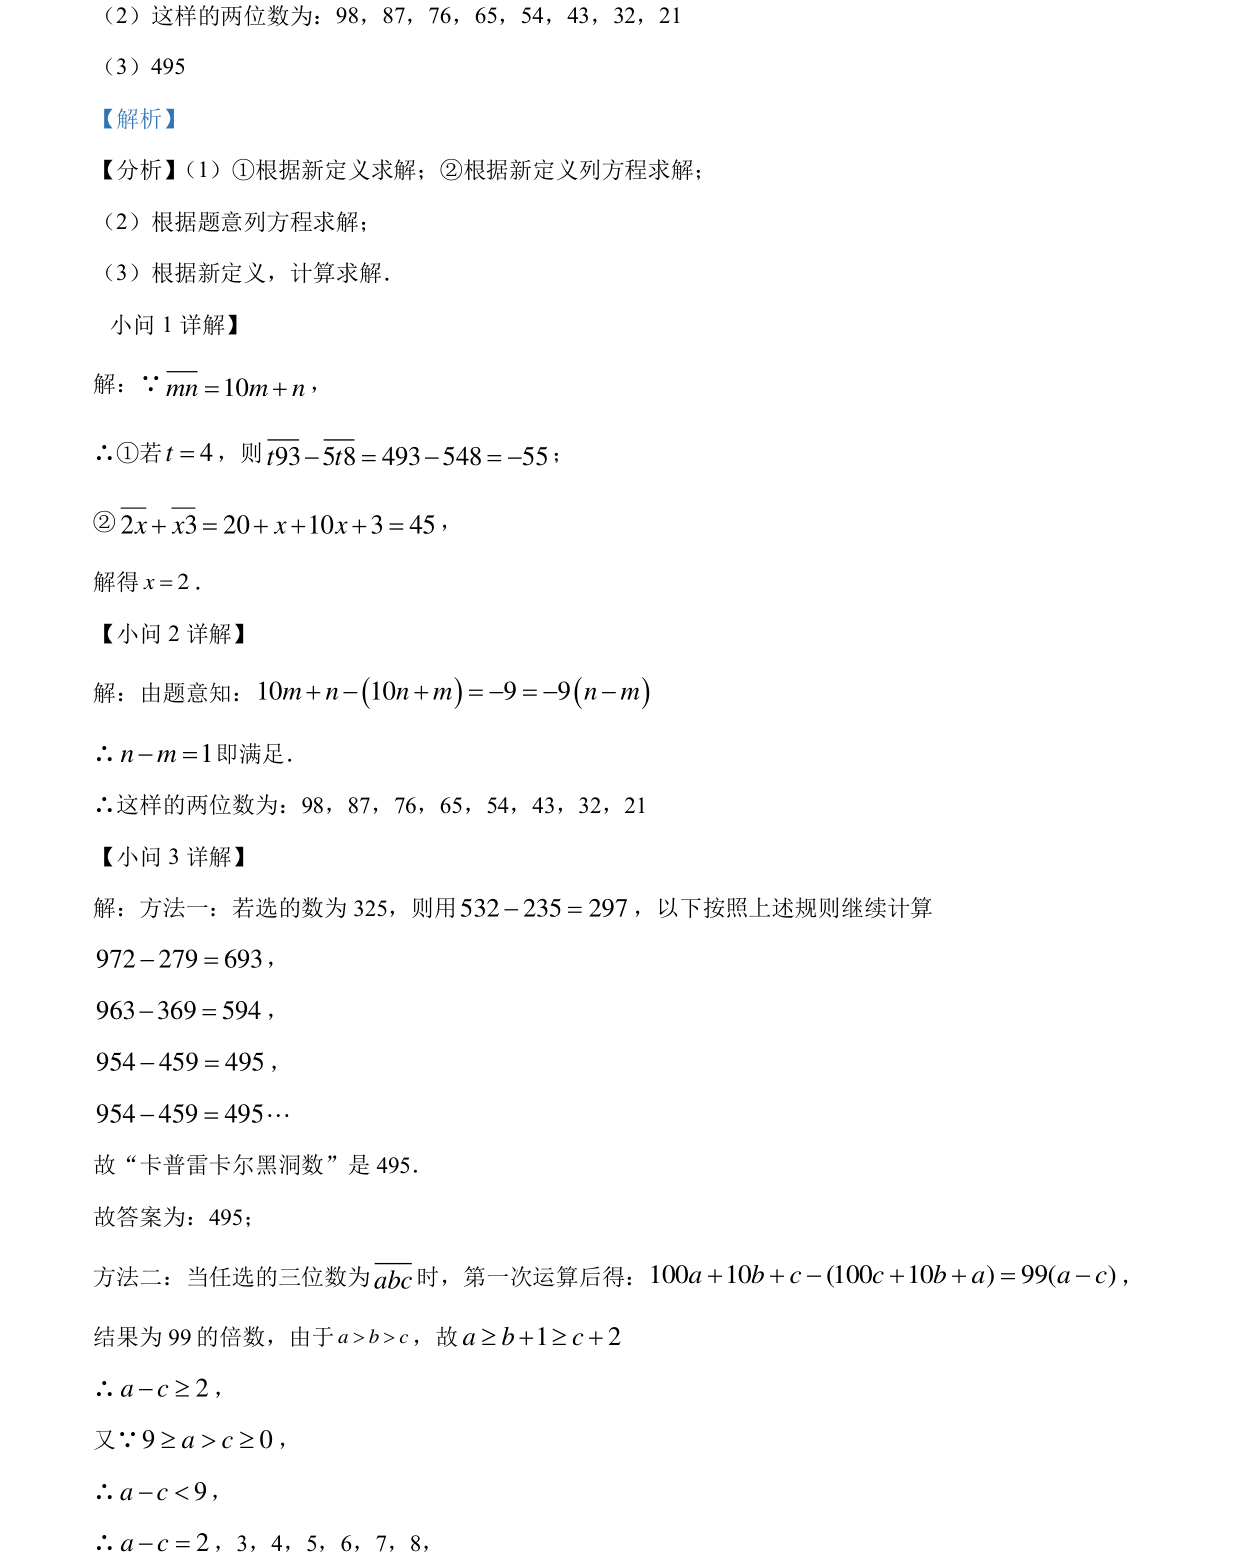 （2）这样的两位数为：98，87，76，65，54，43，32，21
（3）495
【解析】
【分析】（1）①根据新定义求解；②根据新定义列方程求解；
（2）根据题意列方程求解；
（3）根据新定义，计算求解．
小问 1 详解】
解：∵ $\overline{mn}=10m+n$，
∴①若 $t=4$，则 $\overline{t93}-\overline{5t8}=493-548=-55$；
② $\overline{2x}+\overline{x3}=20+x+10x+3=45$，
解得 $x=2$．
【小问 2 详解】
解：由题意知：$10m+n-(10n+m)=-9=-9(n-m)$
∴ $n-m=1$ 即满足．
∴这样的两位数为：98，87，76，65，54，43，32，21
【小问 3 详解】
解：方法一：若选的数为 325，则用 $532-235=297$，以下按照上述规则继续计算
$972-279=693$，
$963-369=594$，
$954-459=495$，
$954-459=495\cdots$
故“卡普雷卡尔黑洞数”是 495．
故答案为：495；
方法二：当任选的三位数为 $\overline{abc}$ 时，第一次运算后得：$100a+10b+c-(100c+10b+a)=99(a-c)$，
结果为 99 的倍数，由于 $a>b>c$，故 $a\geq b+1\geq c+2$
∴ $a-c\geq 2$，
又∵ $9\geq a>c\geq 0$，
∴ $a-c<9$，
∴ $a-c=2$，3，4，5，6，7，8，